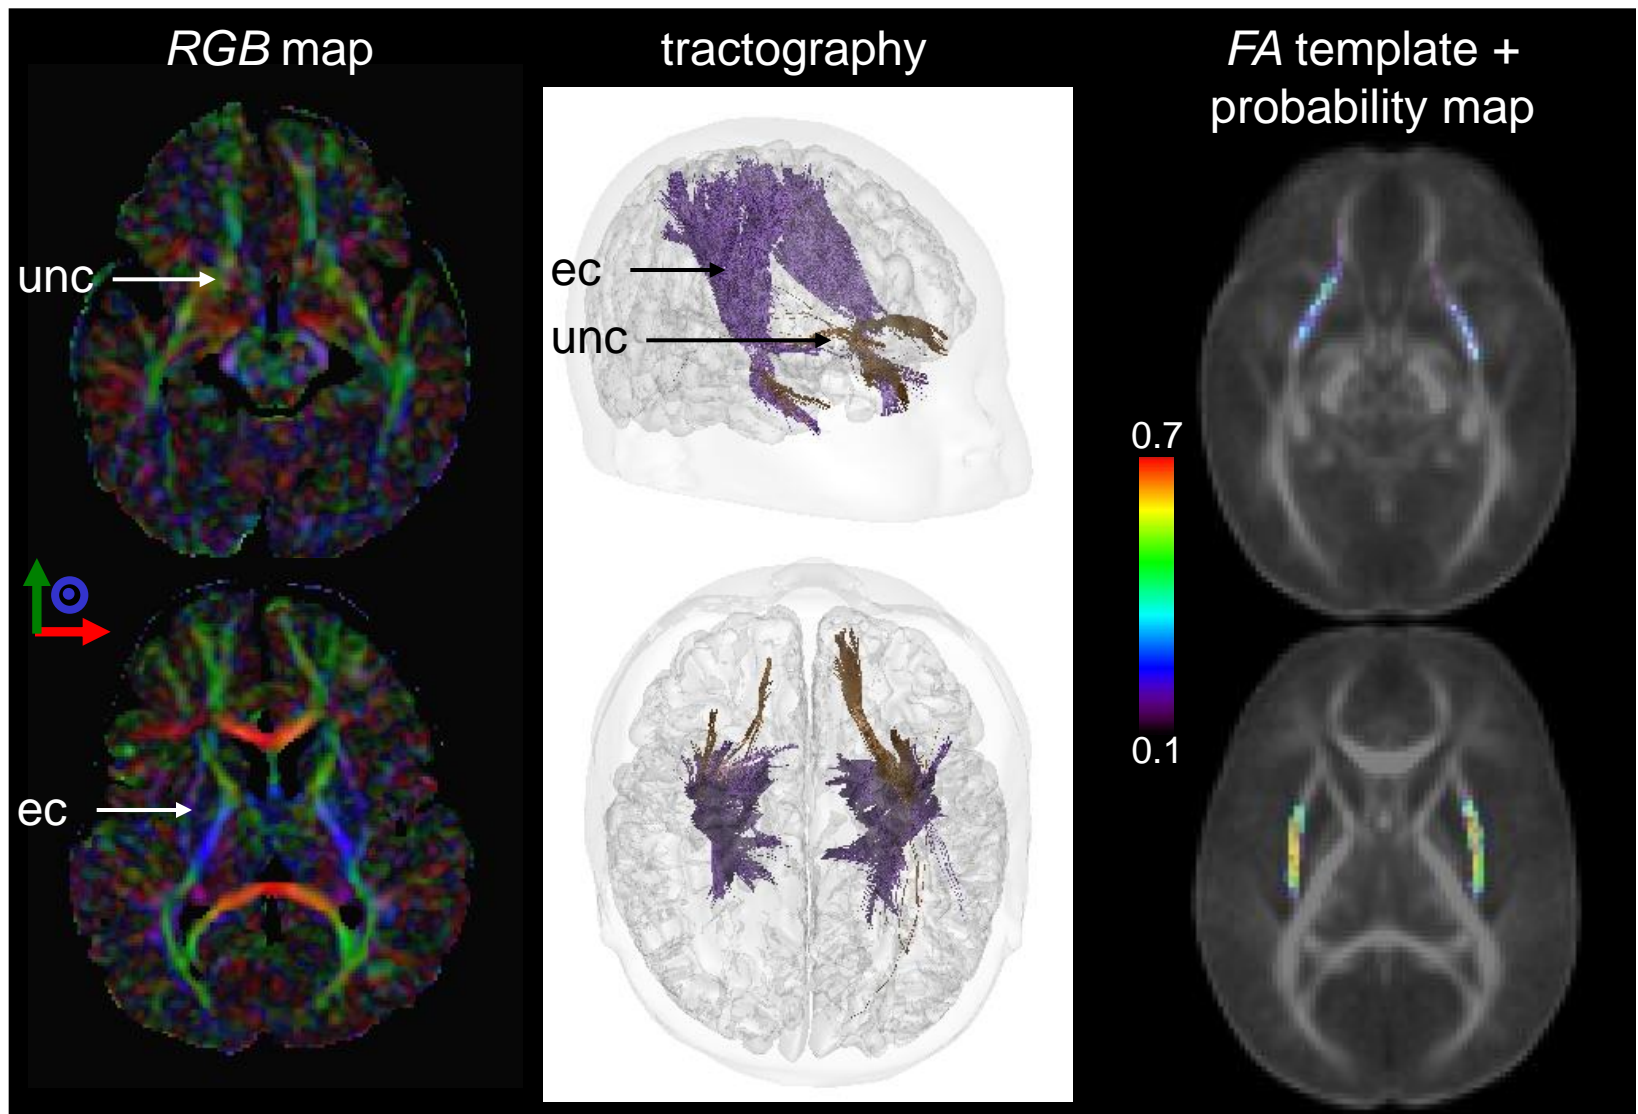 RGB map
tractography
FA template +
probability map
unc
ec
unc
0.7
0.1
ec